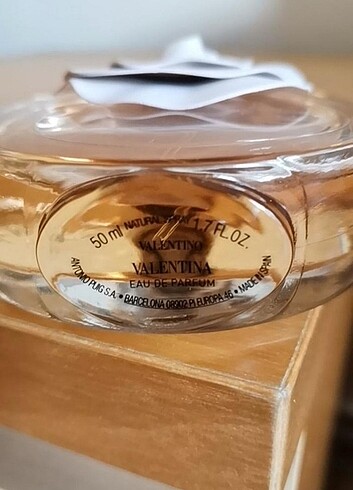 50 ml NATURAL SPRAY 1.7 FL.OZ.
VALENTINO
VALENTINA
EAU DE PARFUM
ANTONIO PUIG S.A. • BARCELONA 08902-Pl EUROPA 46 • MADE IN SPAIN